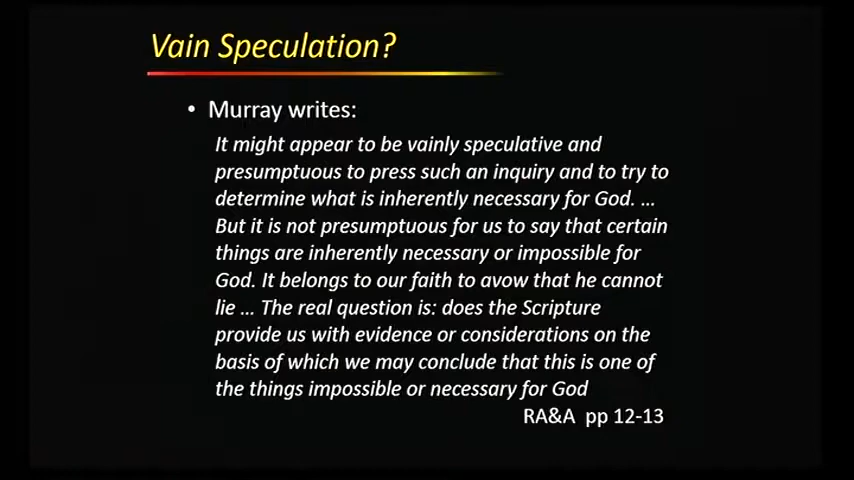 Vain Speculation?
• Murray writes:
It might appear to be vainly speculative and
presumptuous to press such an inquiry and to try to
determine what is inherently necessary for God. ...
But it is not presumptuous for us to say that certain
things are inherently necessary or impossible for
God. It belongs to our faith to avow that he cannot
lie ... The real question is: does the Scripture
provide us with evidence or considerations on the
basis of which we may conclude that this is one of
the things impossible or necessary for God
RA&A pp 12-13